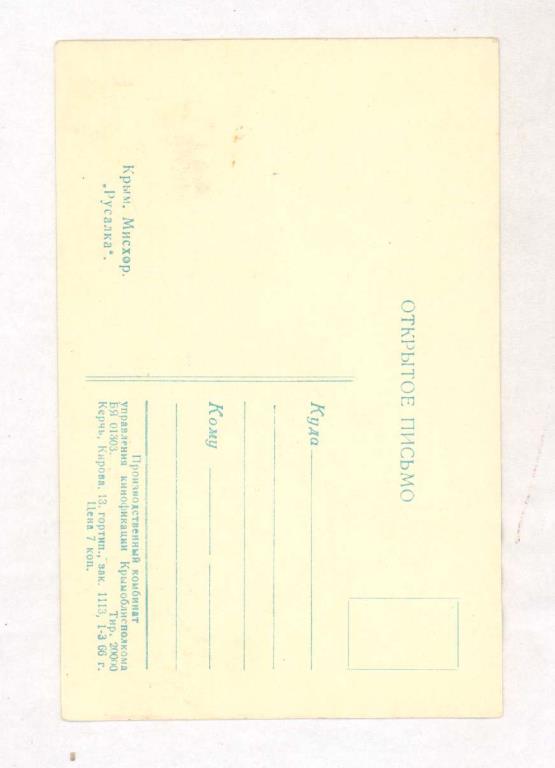 ОТКРЫТОЕ ПИСЬМО
Куда
Кому
Крым. Мисхор.
„Русалка“.
Производственный комбинат
управления кинофикации Крымоблисполкома
БЯ 01303. Тир. 20000
Керчь, Кирова, 13, гортип., зак. 1113, 1-3 66 г.
Цена 7 коп.